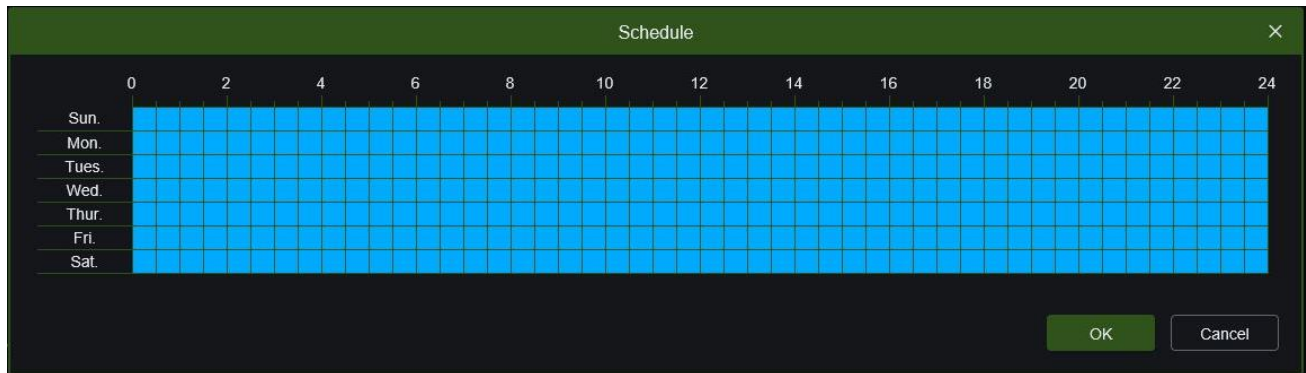 Schedule
0 2 4 6 8 10 12 14 16 18 20 22 24
Sun.
Mon.
Tues.
Wed.
Thur.
Fri.
Sat.
OK Cancel